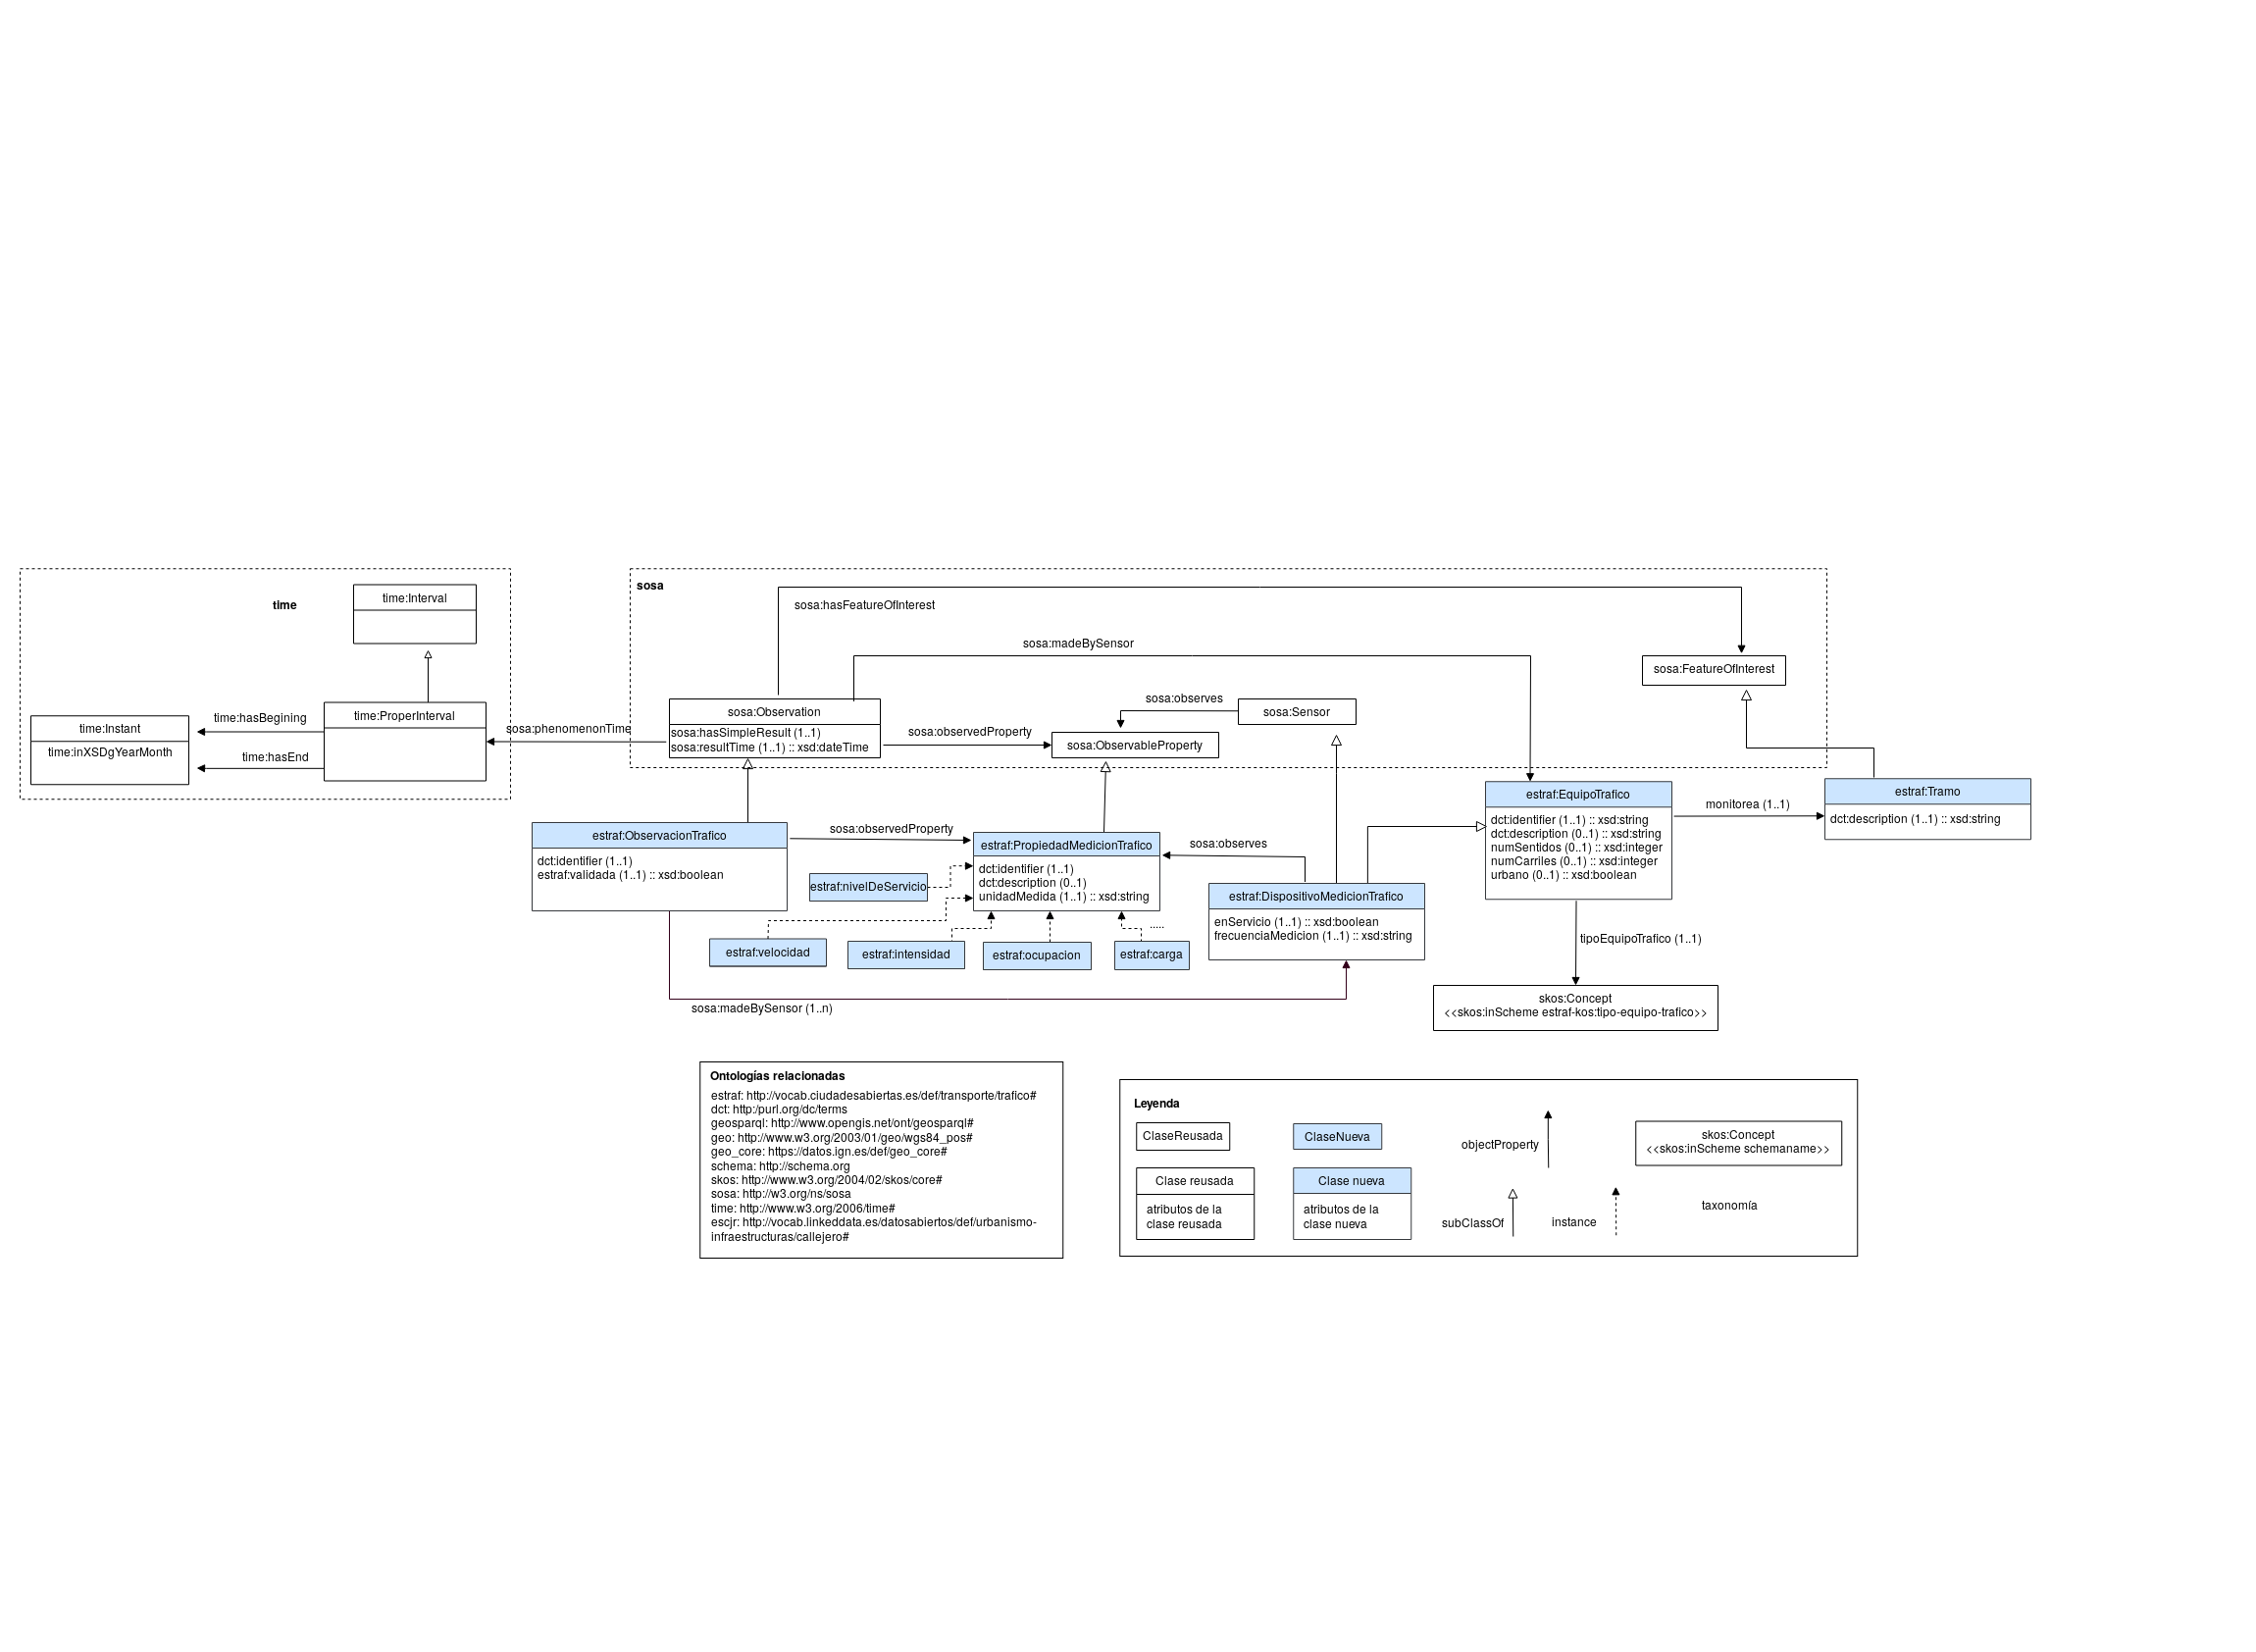 time
time:Interval
time:Instant
time:inXSDgYearMonth
time:hasBegining
time:hasEnd
time:ProperInterval
sosa:phenomenonTime
sosa
sosa:hasFeatureOfInterest
sosa:madeBySensor
sosa:FeatureOfInterest
sosa:Observation
sosa:hasSimpleResult (1..1)
sosa:resultTime (1..1) :: xsd:dateTime
sosa:observedProperty
sosa:observes
sosa:Sensor
sosa:ObservableProperty
estraf:ObservacionTrafico
dct:identifier (1..1)
estraf:validada (1..1) :: xsd:boolean
sosa:observedProperty
estraf:PropiedadMedicionTrafico
dct:identifier (1..1)
dct:description (0..1)
unidadMedida (1..1) :: xsd:string
estraf:nivelDeServicio
estraf:velocidad
estraf:intensidad
estraf:ocupacion
estraf:carga
.....
sosa:observes
estraf:DispositivoMedicionTrafico
enServicio (1..1) :: xsd:boolean
frecuenciaMedicion (1..1) :: xsd:string
sosa:madeBySensor (1..n)
estraf:EquipoTrafico
dct:identifier (1..1) :: xsd:string
dct:description (0..1) :: xsd:string
numSentidos (0..1) :: xsd:integer
numCarriles (0..1) :: xsd:integer
urbano (0..1) :: xsd:boolean
monitorea (1..1)
estraf:Tramo
dct:description (1..1) :: xsd:string
tipoEquipoTrafico (1..1)
skos:Concept
<<skos:inScheme estraf-kos:tipo-equipo-trafico>>
Ontologías relacionadas
estraf: http://vocab.ciudadesabiertas.es/def/transporte/trafico#
dct: http:/purl.org/dc/terms
geosparql: http://www.opengis.net/ont/geosparql#
geo: http://www.w3.org/2003/01/geo/wgs84_pos#
geo_core: https://datos.ign.es/def/geo_core#
schema: http://schema.org
skos: http://www.w3.org/2004/02/skos/core#
sosa: http://w3.org/ns/sosa
time: http://www.w3.org/2006/time#
escjr: http://vocab.linkeddata.es/datosabiertos/def/urbanismo-
infraestructuras/callejero#
Leyenda
ClaseReusada
ClaseNueva
objectProperty
skos:Concept
<<skos:inScheme schemaname>>
Clase reusada
atributos de la
clase reusada
Clase nueva
atributos de la
clase nueva
subClassOf
instance
taxonomía